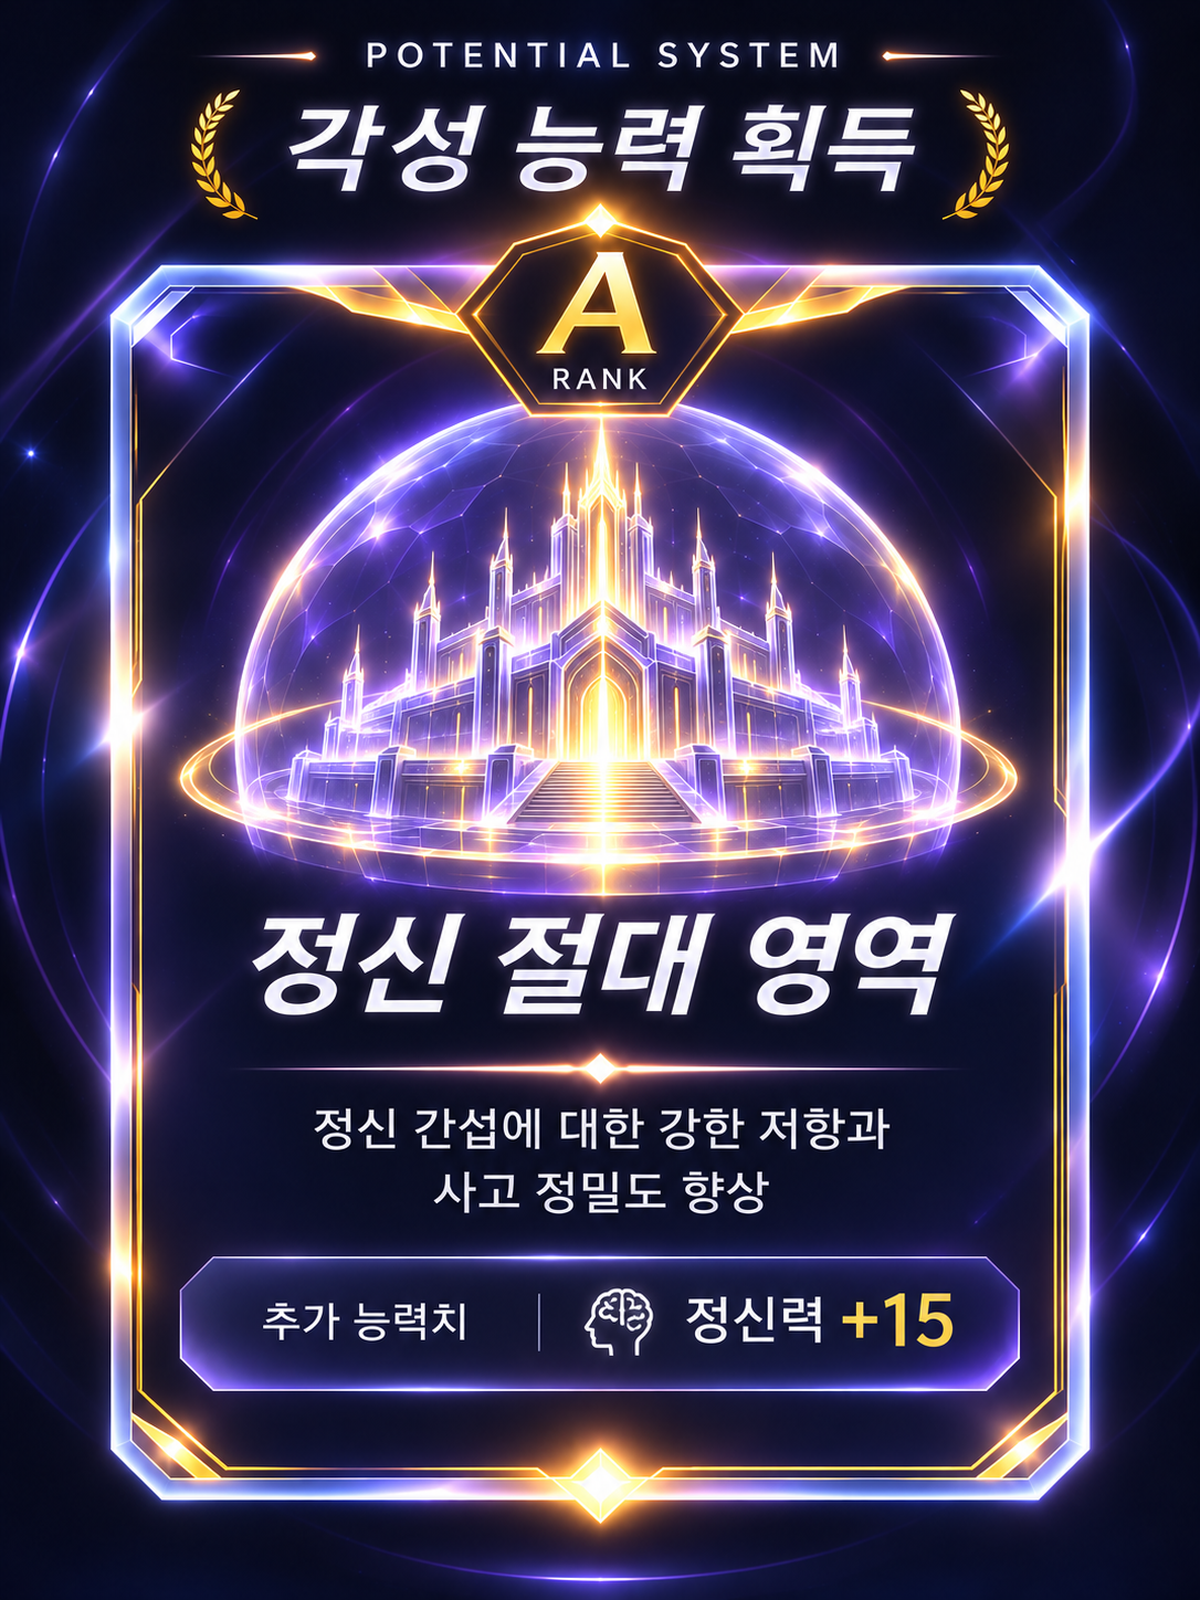 POTENTIAL SYSTEM
각성 능력 획득
A
RANK
정신 절대 영역
정신 간섭에 대한 강한 저항과
사고 정밀도 향상
추가 능력치 정신력 +15